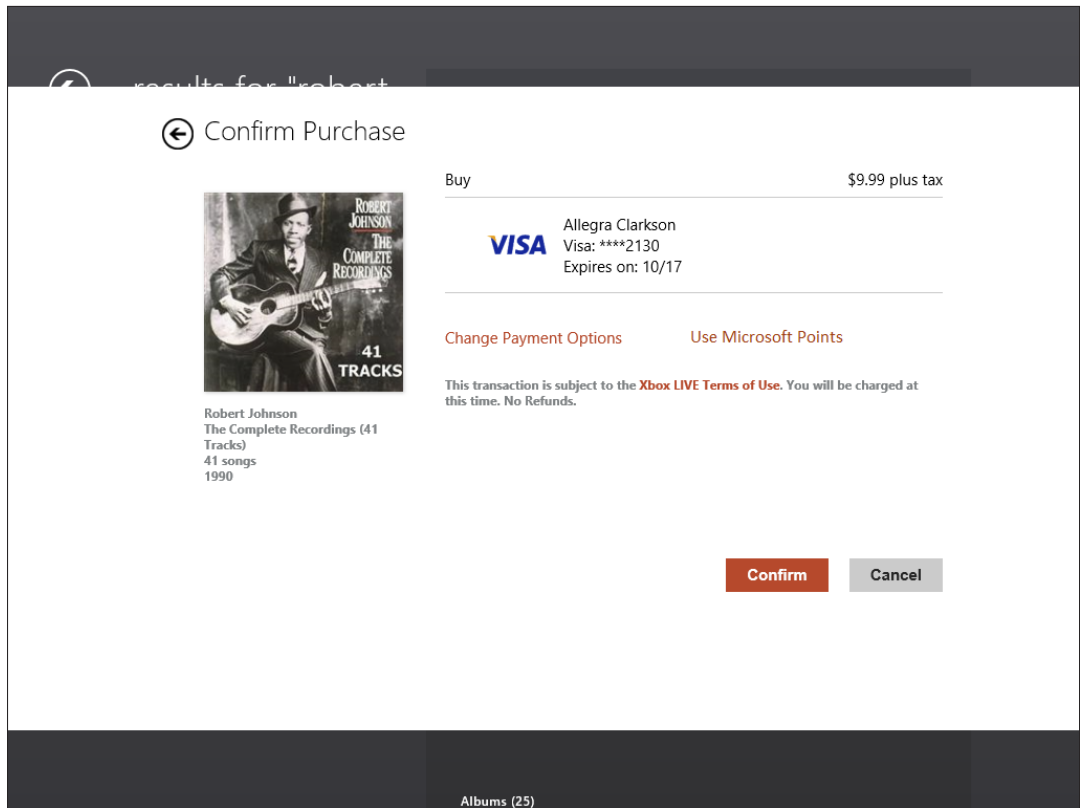 results for "robert
Confirm Purchase
ROBERT
JOHNSON
THE
COMPLETE
RECORDINGS
41
TRACKS
Robert Johnson
The Complete Recordings (41
Tracks)
41 songs
1990
Buy
$9.99 plus tax
VISA
Allegra Clarkson
Visa: ****2130
Expires on: 10/17
Change Payment Options
Use Microsoft Points
This transaction is subject to the Xbox LIVE Terms of Use. You will be charged at
this time. No Refunds.
Confirm
Cancel
Albums (25)